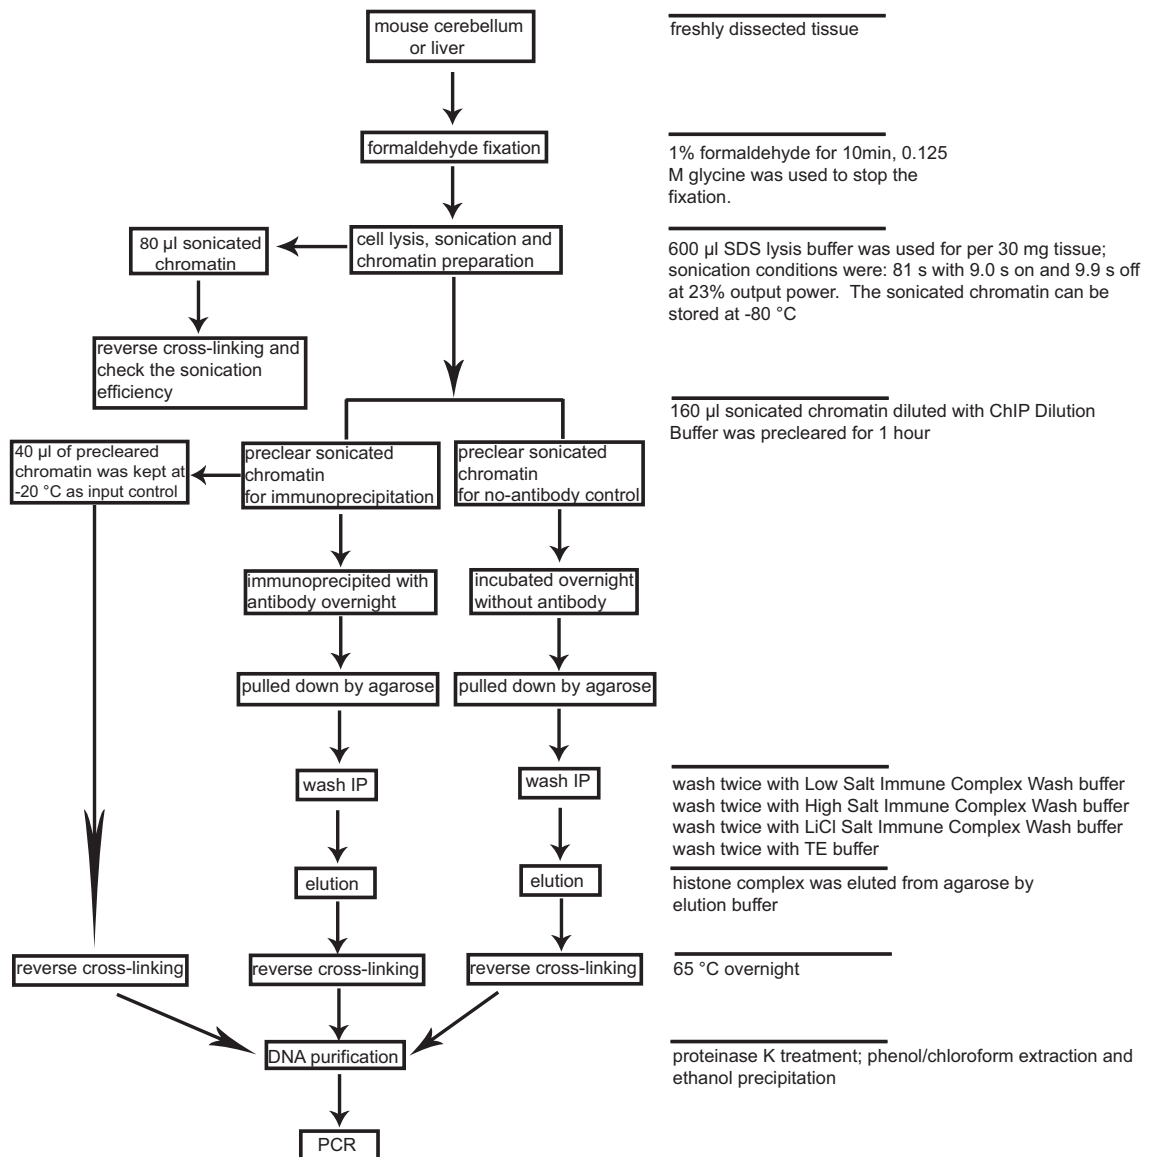 mouse cerebellum
or liver
freshly dissected tissue
formaldehyde fixation
1% formaldehyde for 10min, 0.125
M glycine was used to stop the
fixation.
80 µl sonicated
chromatin
cell lysis, sonication and
chromatin preparation
600 µl SDS lysis buffer was used for per 30 mg tissue;
sonication conditions were: 81 s with 9.0 s on and 9.9 s off
at 23% output power. The sonicated chromatin can be
stored at -80 °C
reverse cross-linking and
check the sonication
efficiency
160 µl sonicated chromatin diluted with ChIP Dilution
Buffer was precleared for 1 hour
40 µl of precleared
chromatin was kept at
-20 °C as input control
preclear sonicated
chromatin
for immunoprecipitation
preclear sonicated
chromatin
for no-antibody control
immunoprecipited with
antibody overnight
incubated overnight
without antibody
pulled down by agarose
pulled down by agarose
wash IP
wash IP
wash twice with Low Salt Immune Complex Wash buffer
wash twice with High Salt Immune Complex Wash buffer
wash twice with LiCl Salt Immune Complex Wash buffer
wash twice with TE buffer
elution
elution
histone complex was eluted from agarose by
elution buffer
reverse cross-linking
reverse cross-linking
reverse cross-linking
65 °C overnight
DNA purification
proteinase K treatment; phenol/chloroform extraction and
ethanol precipitation
PCR